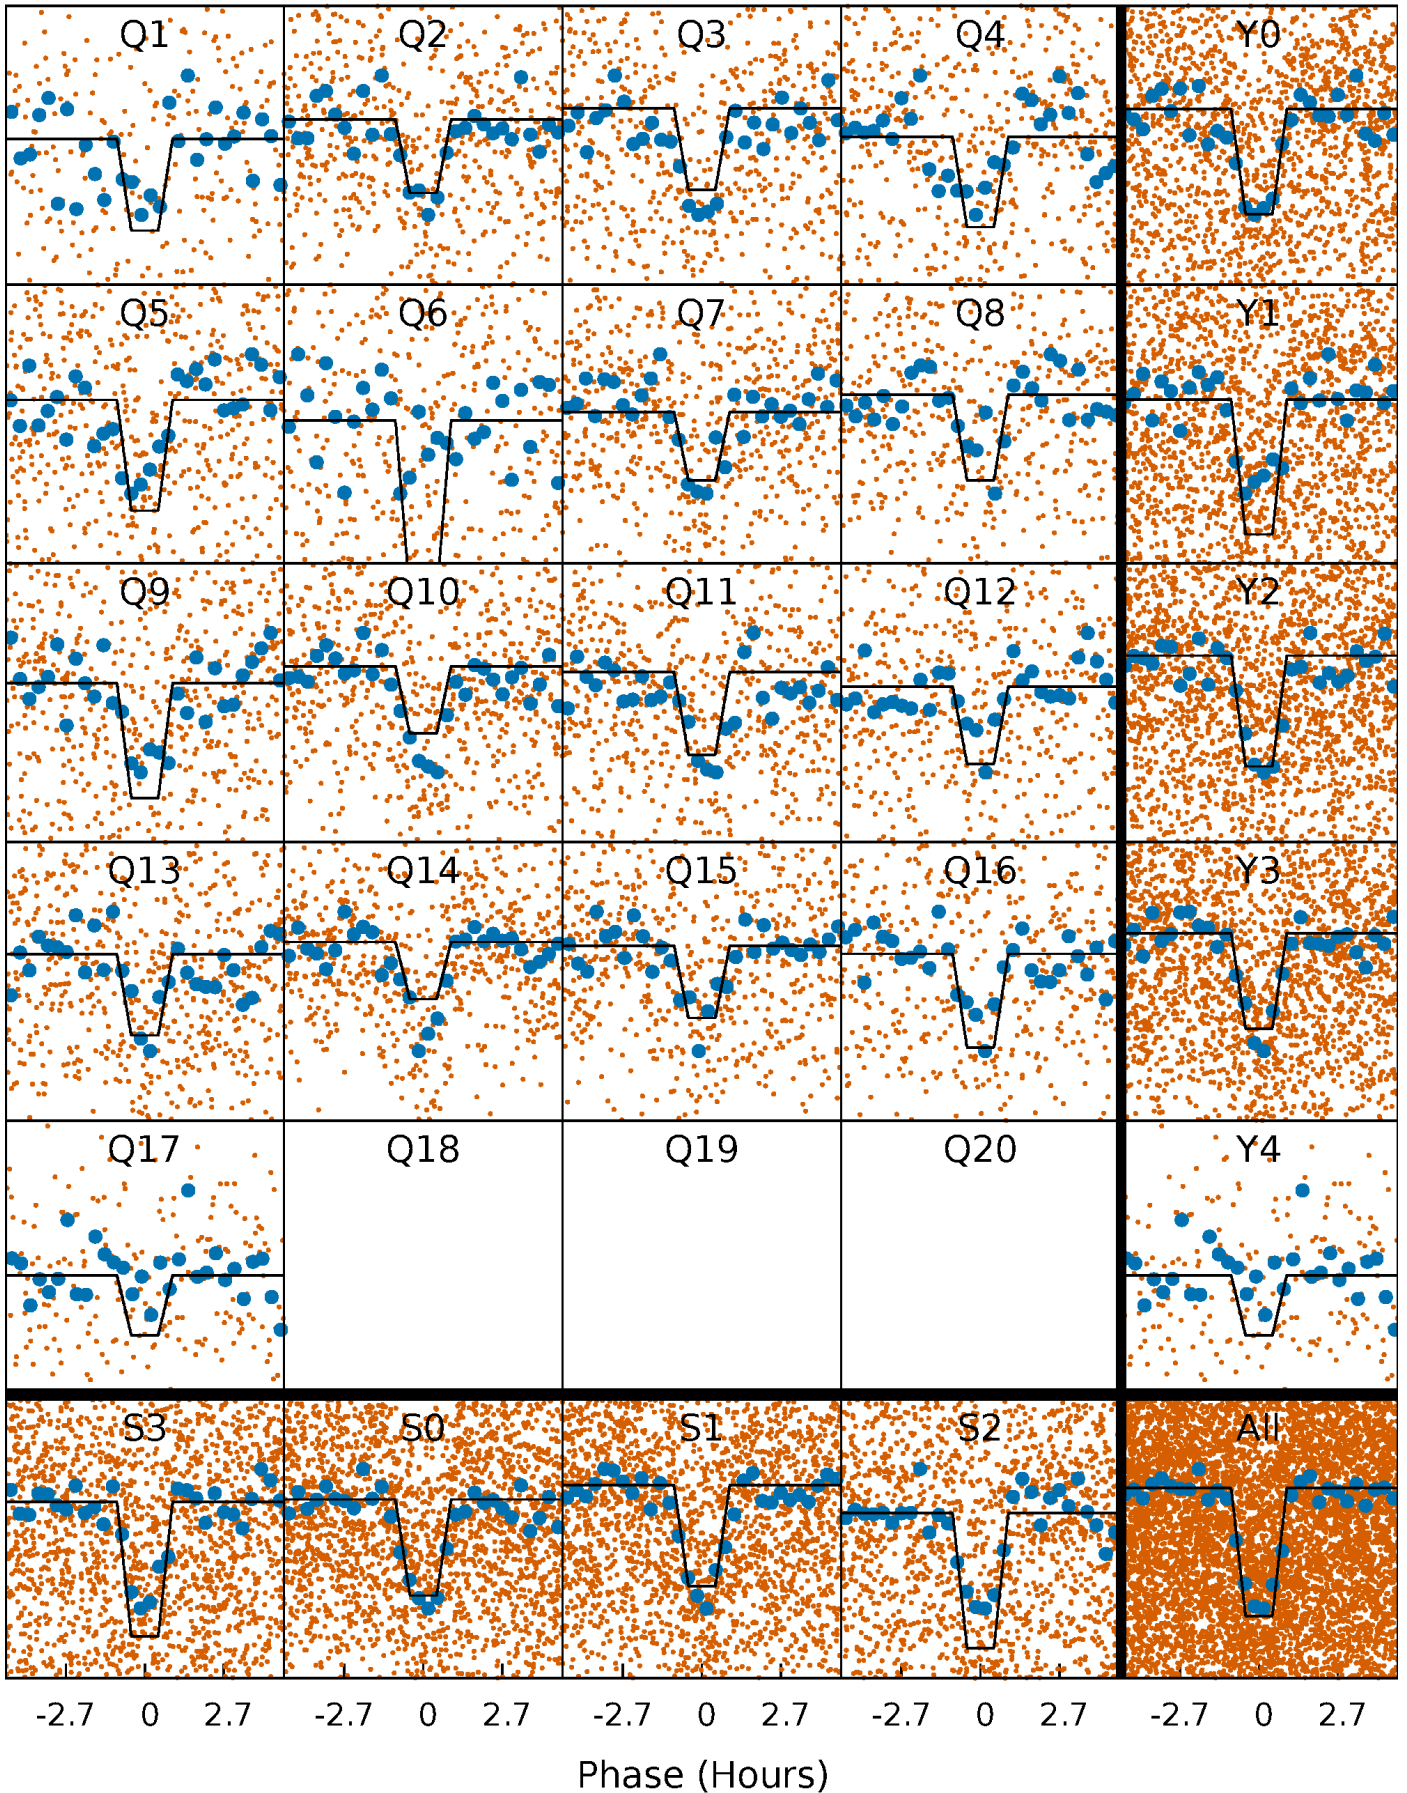 Q1 Q2 Q3 Q4 Y0
Q5 Q6 Q7 Q8 Y1
Q9 Q10 Q11 Q12 Y2
Q13 Q14 Q15 Q16 Y3
Q17 Q18 Q19 Q20 Y4
S3 S0 S1 S2 All
-2.7 0 2.7 -2.7 0 2.7 -2.7 0 2.7 -2.7 0 2.7 -2.7 0 2.7
Phase (Hours)